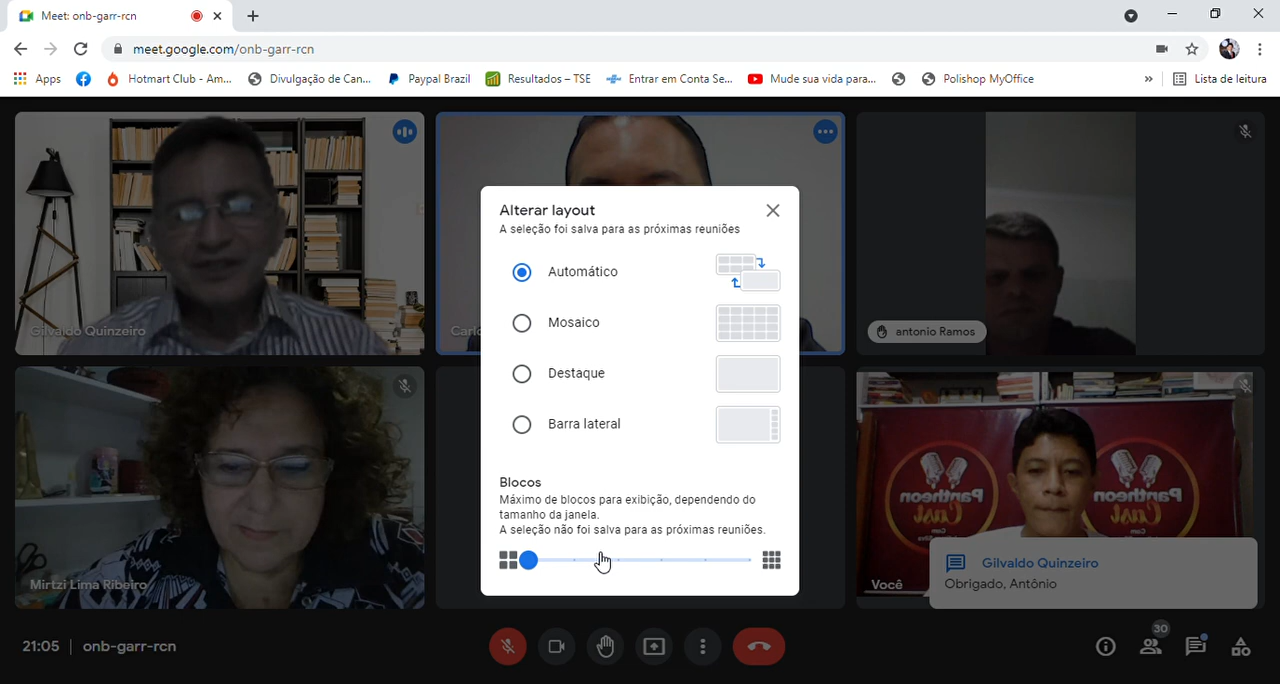 Meet: onb-garr-rcn
meet.google.com/onb-garr-rcn
Apps
Hotmart Club - Am...
Divulgação de Can...
Paypal Brazil
Resultados – TSE
Entrar em Conta Se...
Mude sua vida para...
Polishop MyOffice
»
Lista de leitura
Gilvaldo Quinzeiro
Carlo
antonio Ramos
Alterar layout
A seleção foi salva para as próximas reuniões
Automático
Mosaico
Destaque
Barra lateral
Blocos
Máximo de blocos para exibição, dependendo do
tamanho da janela.
A seleção não foi salva para as próximas reuniões.
Mirtzi Lima Ribeiro
Pantheon
Cast
Pantheon
Cast
Você
Gilvaldo Quinzeiro
Obrigado, Antônio
21:05 | onb-garr-rcn
30